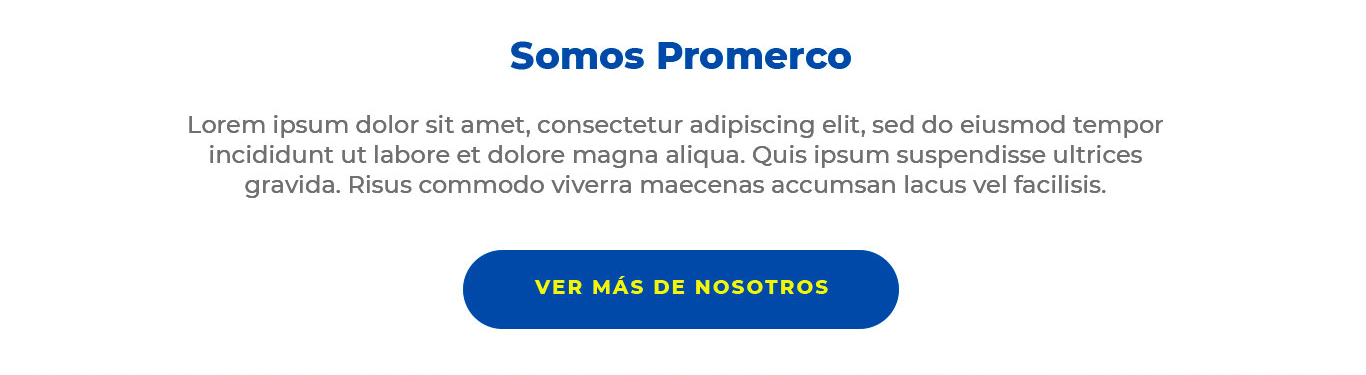 Somos Promerco
Lorem ipsum dolor sit amet, consectetur adipiscing elit, sed do eiusmod tempor
incididunt ut labore et dolore magna aliqua. Quis ipsum suspendisse ultrices
gravida. Risus commodo viverra maecenas accumsan lacus vel facilisis.
VER MÁS DE NOSOTROS